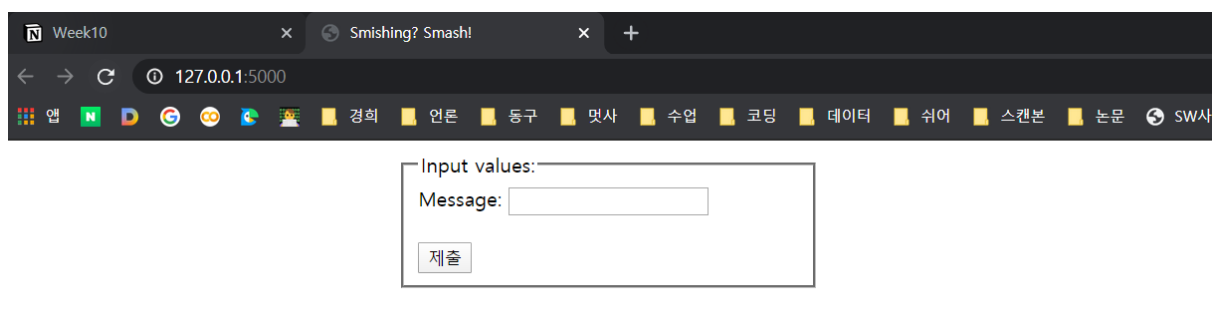 Week10 Smishing? Smash!
127.0.0.1:5000
앱 경희 언론 동구 멋사 수업 코딩 데이터 쉬어 스캔본 논문 SW사
Input values:
Message:
제출